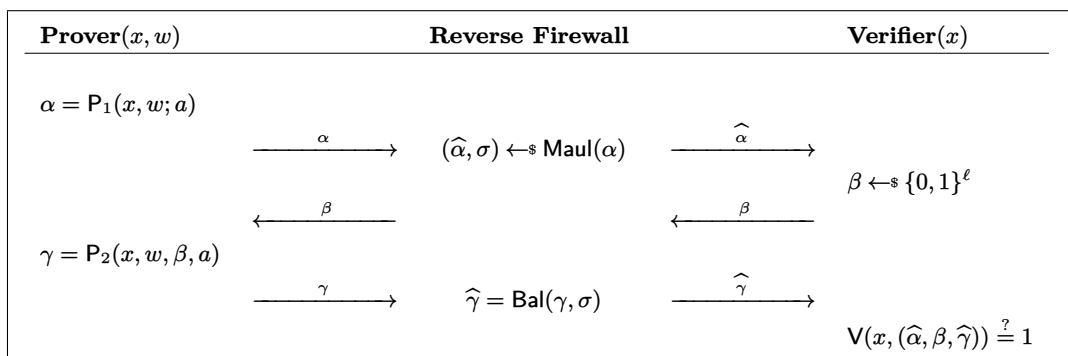 Prover(x, w) Reverse Firewall Verifier(x)
α = P₁(x, w; a)
α (α̂, σ) ←$ Maul(α) α̂
β ←$ {0, 1}^ℓ
β β
γ = P₂(x, w, β, a)
γ γ̂ = Bal(γ, σ) γ̂
V(x, (α̂, β, γ̂)) ≟ 1